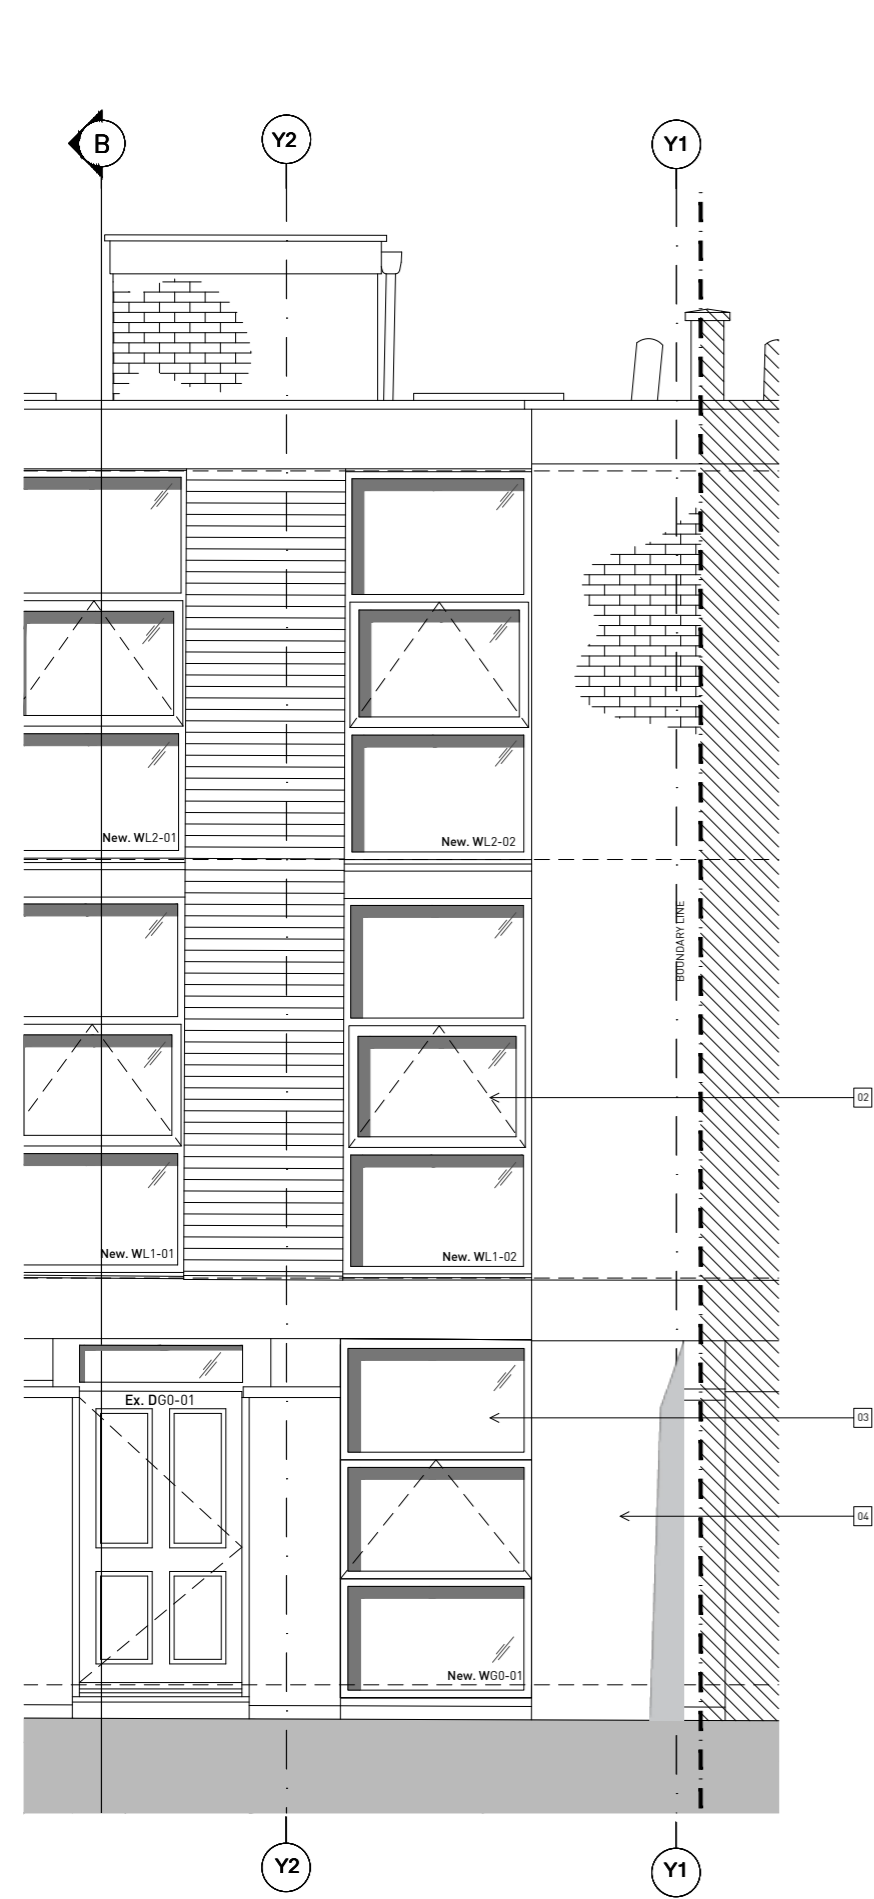 B
Y2
Y1
New. WL2-01
New. WL2-02
BOUNDARY LINE
02
New. WL1-01
New. WL1-02
Ex. DG0-01
03
04
New. WG0-01
Y2
Y1